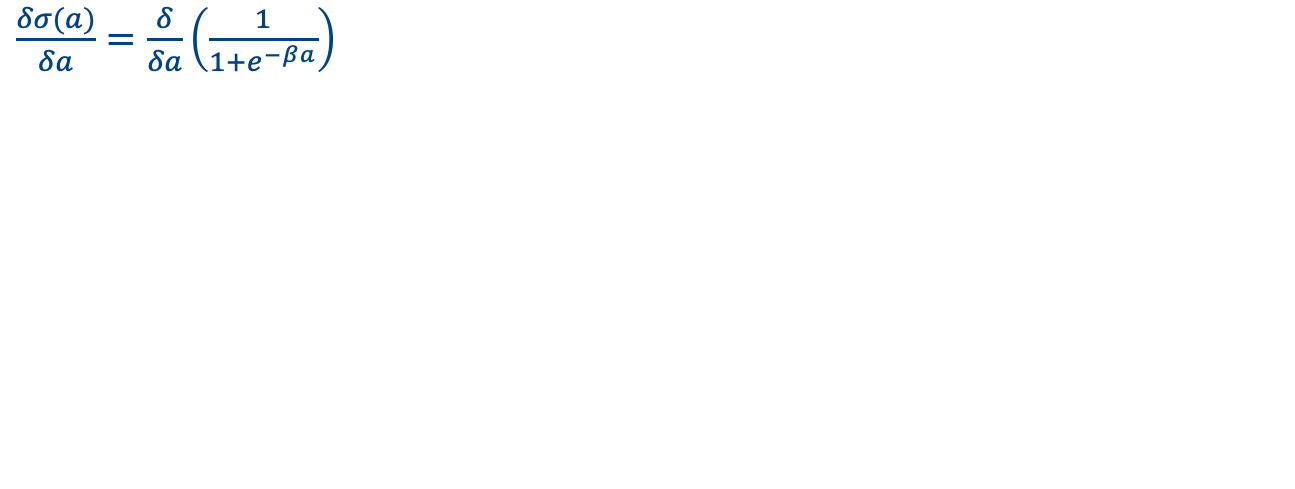 δσ(a)/δa = δ/δa (1/(1+e^{-βa}))